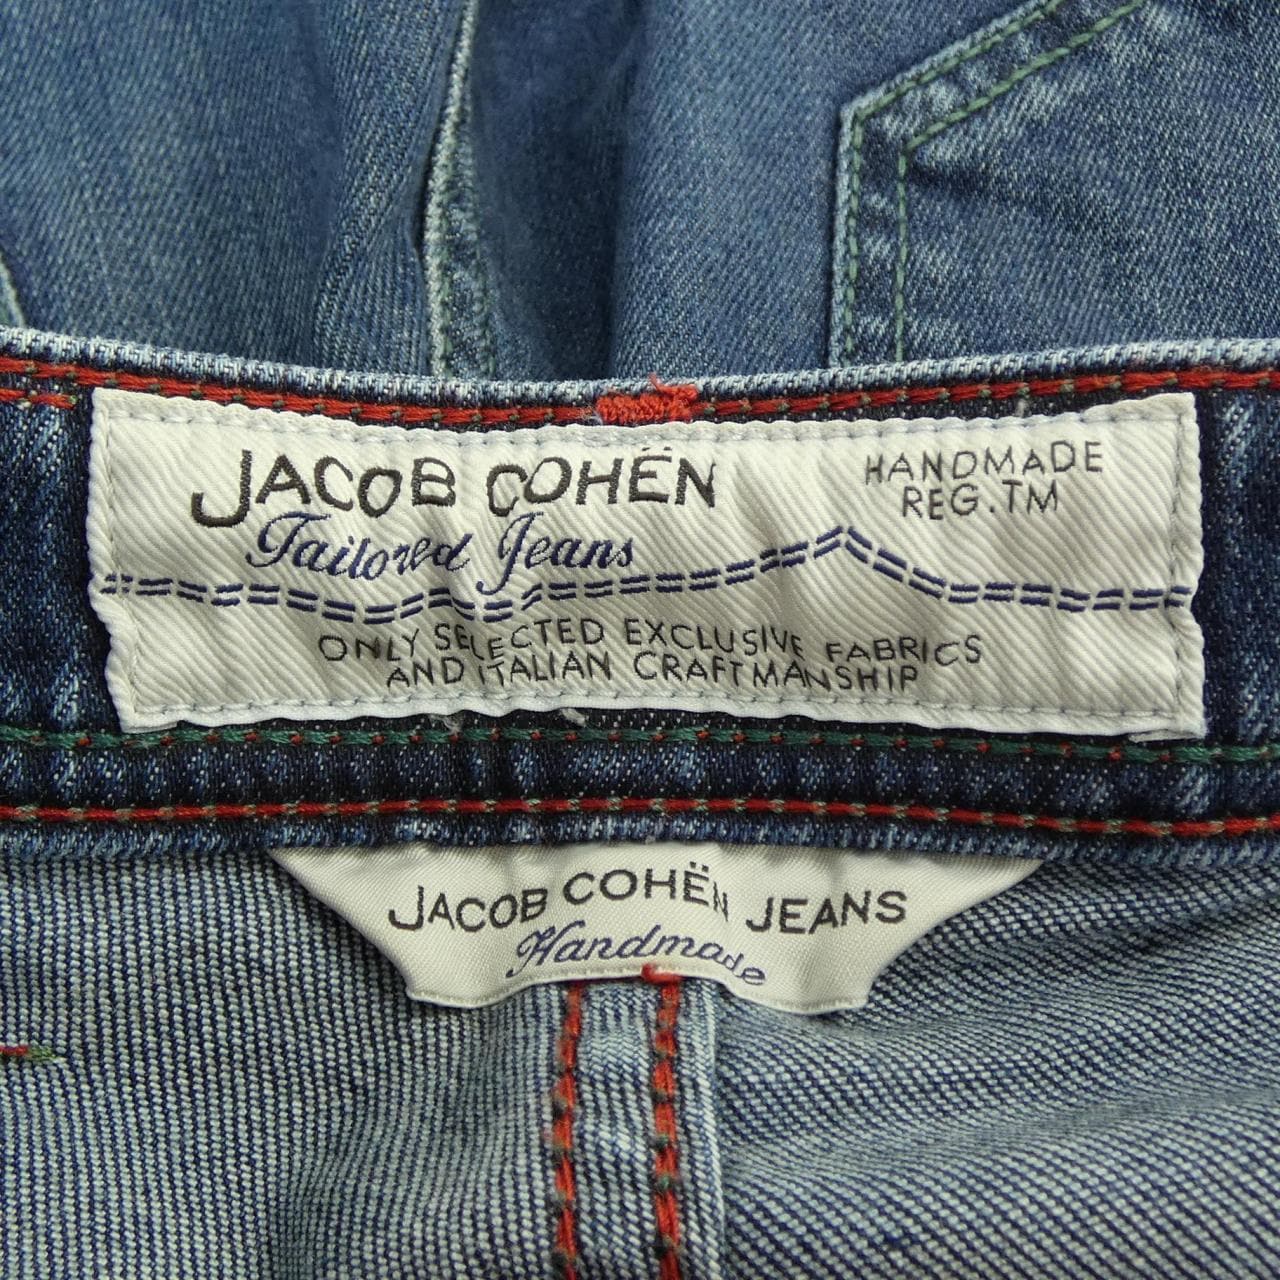 JACOB COHËN
Tailored Jeans
HANDMADE
REG.TM
ONLY SELECTED EXCLUSIVE FABRICS
AND ITALIAN CRAFTMANSHIP
JACOB COHËN JEANS
Handmade